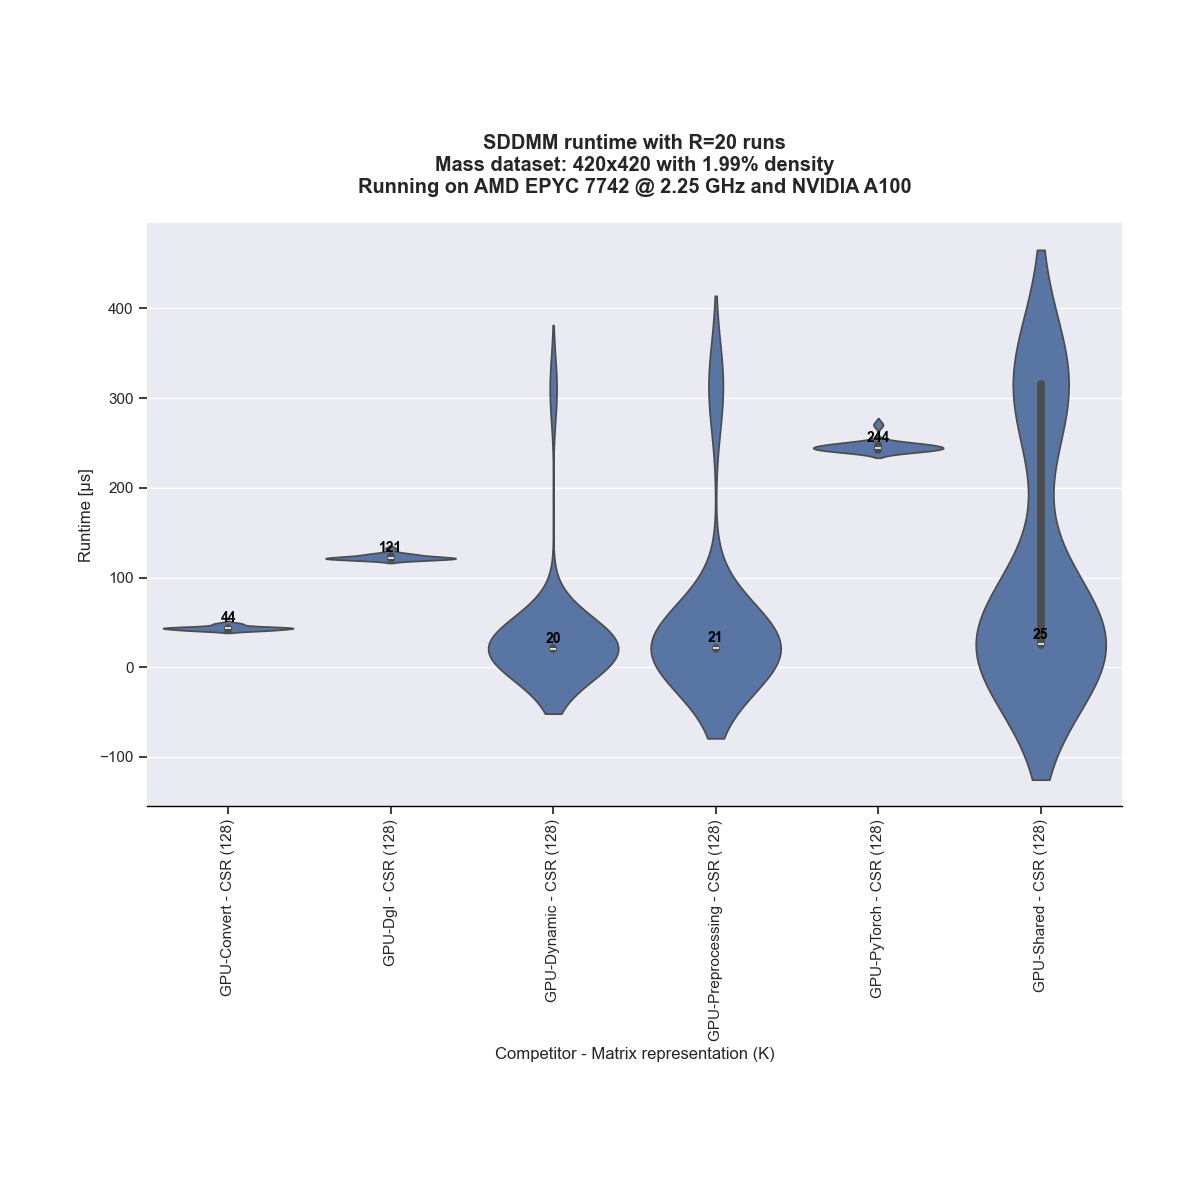 SDDMM runtime with R=20 runs
Mass dataset: 420x420 with 1.99% density
Running on AMD EPYC 7742 @ 2.25 GHz and NVIDIA A100
Runtime [µs]
400
300
200
100
0
−100
44
121
20
21
244
25
GPU-Convert - CSR (128)
GPU-Dgl - CSR (128)
GPU-Dynamic - CSR (128)
GPU-Preprocessing - CSR (128)
GPU-PyTorch - CSR (128)
GPU-Shared - CSR (128)
Competitor - Matrix representation (K)